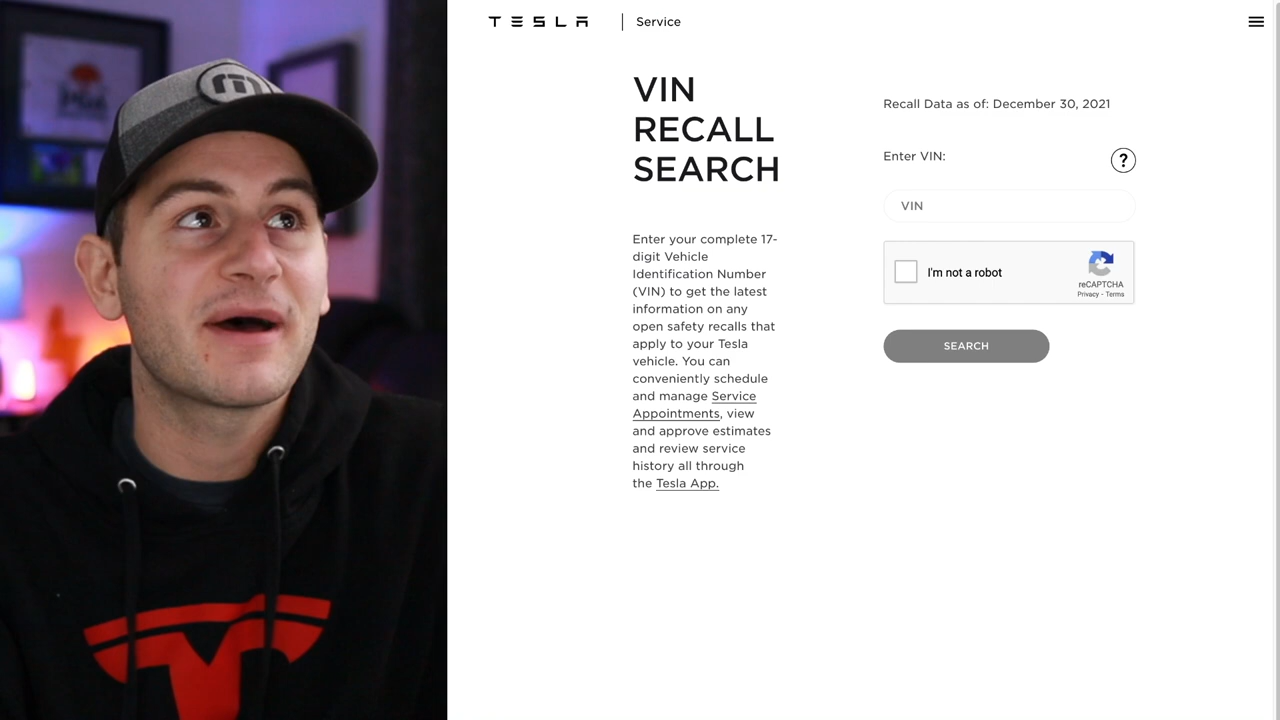 TESLA
Service
VIN
RECALL
SEARCH
Enter your complete 17-
digit Vehicle
Identification Number
(VIN) to get the latest
information on any
open safety recalls that
apply to your Tesla
vehicle. You can
conveniently schedule
and manage Service
Appointments, view
and approve estimates
and review service
history all through
the Tesla App.
Recall Data as of: December 30, 2021
Enter VIN:
?
VIN
I'm not a robot
reCAPTCHA
Privacy - Terms
SEARCH